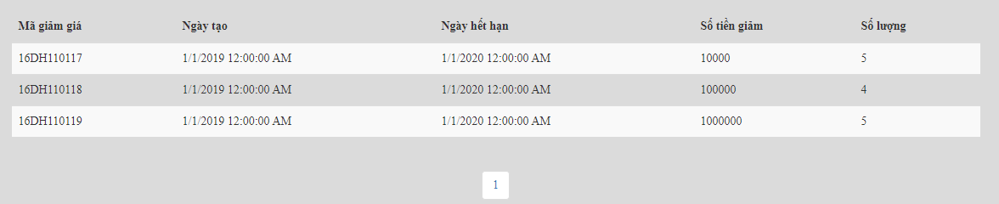 Mã giảm giá Ngày tạo Ngày hết hạn Số tiền giảm Số lượng
16DH110117 1/1/2019 12:00:00 AM 1/1/2020 12:00:00 AM 10000 5
16DH110118 1/1/2019 12:00:00 AM 1/1/2020 12:00:00 AM 100000 4
16DH110119 1/1/2019 12:00:00 AM 1/1/2020 12:00:00 AM 1000000 5
1